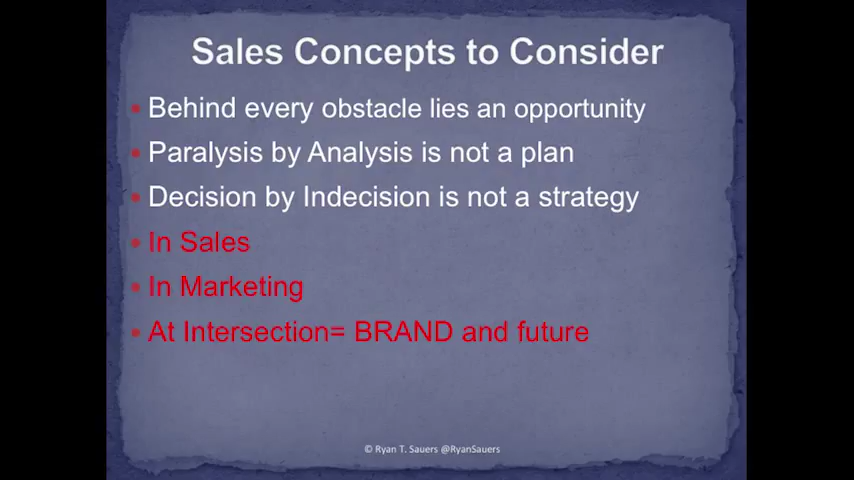 Sales Concepts to Consider
Behind every obstacle lies an opportunity
Paralysis by Analysis is not a plan
Decision by Indecision is not a strategy
In Sales
In Marketing
At Intersection= BRAND and future
© Ryan T. Sauers @RyanSauers